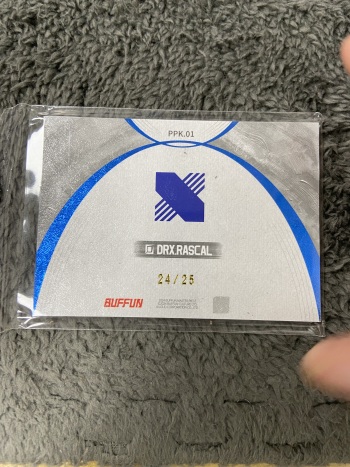 PPK.01
DRX.RASCAL
24/25
BUFFUN